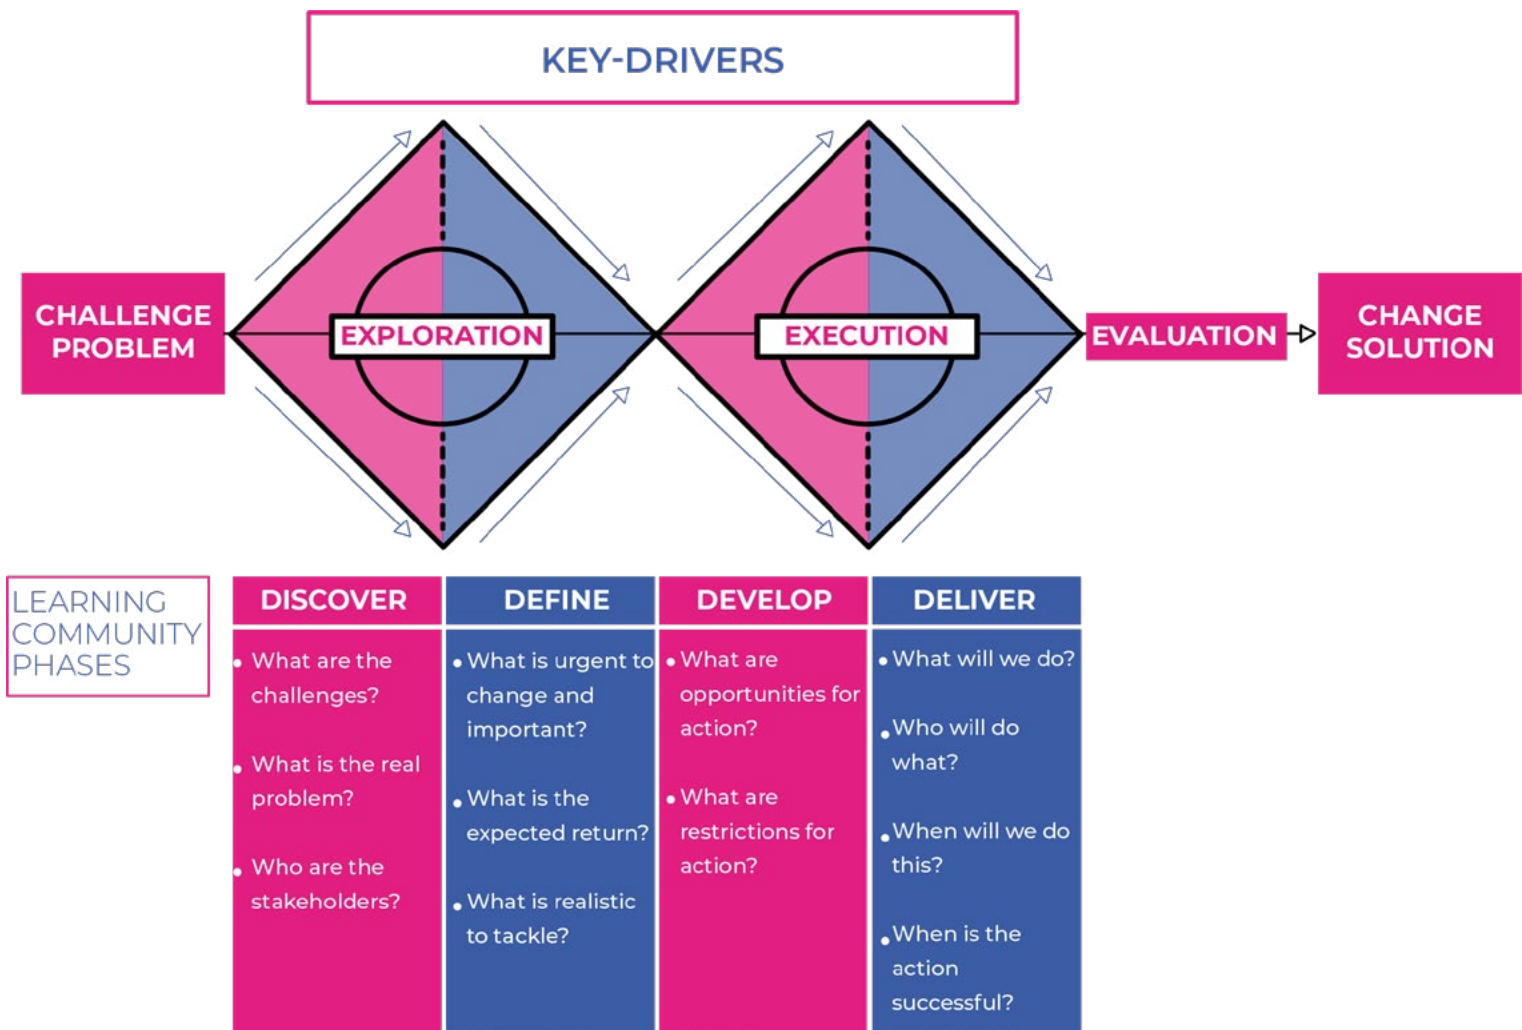 KEY-DRIVERS
CHALLENGE
PROBLEM
EXPLORATION
EXECUTION
EVALUATION
CHANGE
SOLUTION
LEARNING
COMMUNITY
PHASES
DISCOVER
• What are the
challenges?
• What is the real
problem?
• Who are the
stakeholders?
DEFINE
• What is urgent to
change and
important?
• What is the
expected return?
• What is realistic
to tackle?
DEVELOP
• What are
opportunities for
action?
• What are
restrictions for
action?
DELIVER
• What will we do?
• Who will do
what?
• When will we do
this?
• When is the
action
successful?